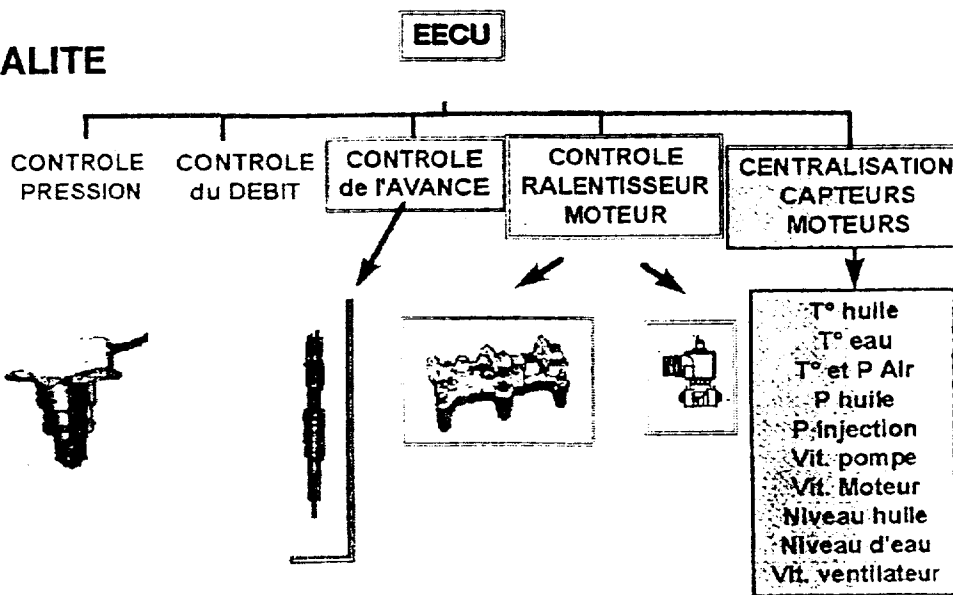 EECU
ALITE
CONTROLE
PRESSION
CONTROLE
du DEBIT
CONTROLE
de l'AVANCE
CONTROLE
RALENTISSEUR
MOTEUR
CENTRALISATION
CAPTEURS
MOTEURS
T° huile
T° eau
T° et P Air
P huile
P injection
Vit. pompe
Vit. Moteur
Niveau huile
Niveau d'eau
Vit. ventilateur